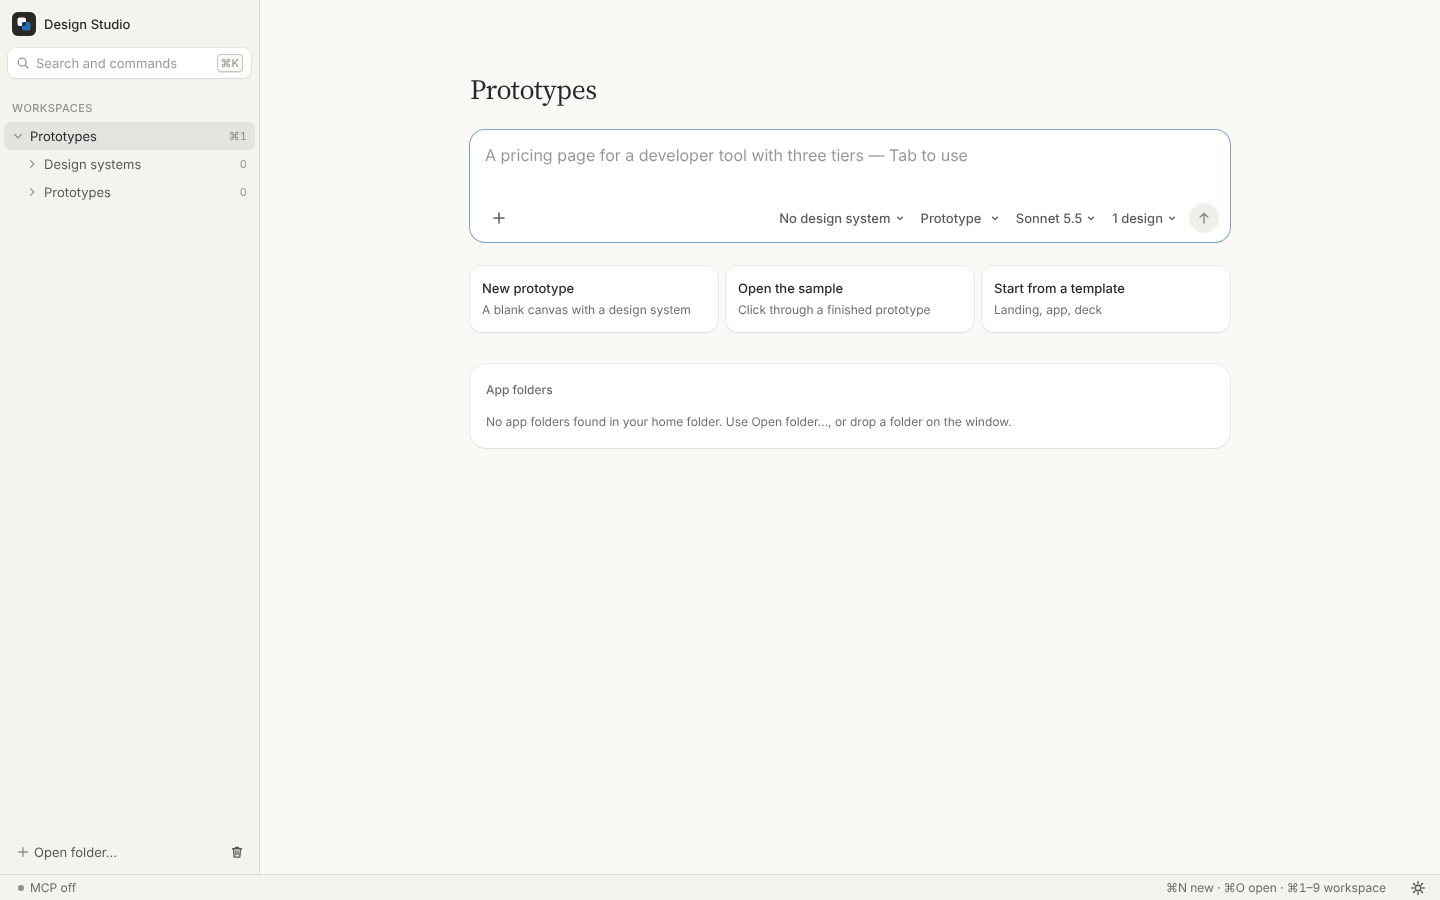 Design Studio
Search and commands ⌘K
WORKSPACES
Prototypes ⌘1
Design systems 0
Prototypes 0
Open folder...
MCP off
Prototypes
A pricing page for a developer tool with three tiers — Tab to use
No design system Prototype Sonnet 5.5 1 design
New prototype
A blank canvas with a design system
Open the sample
Click through a finished prototype
Start from a template
Landing, app, deck
App folders
No app folders found in your home folder. Use Open folder..., or drop a folder on the window.
⌘N new · ⌘O open · ⌘1–9 workspace